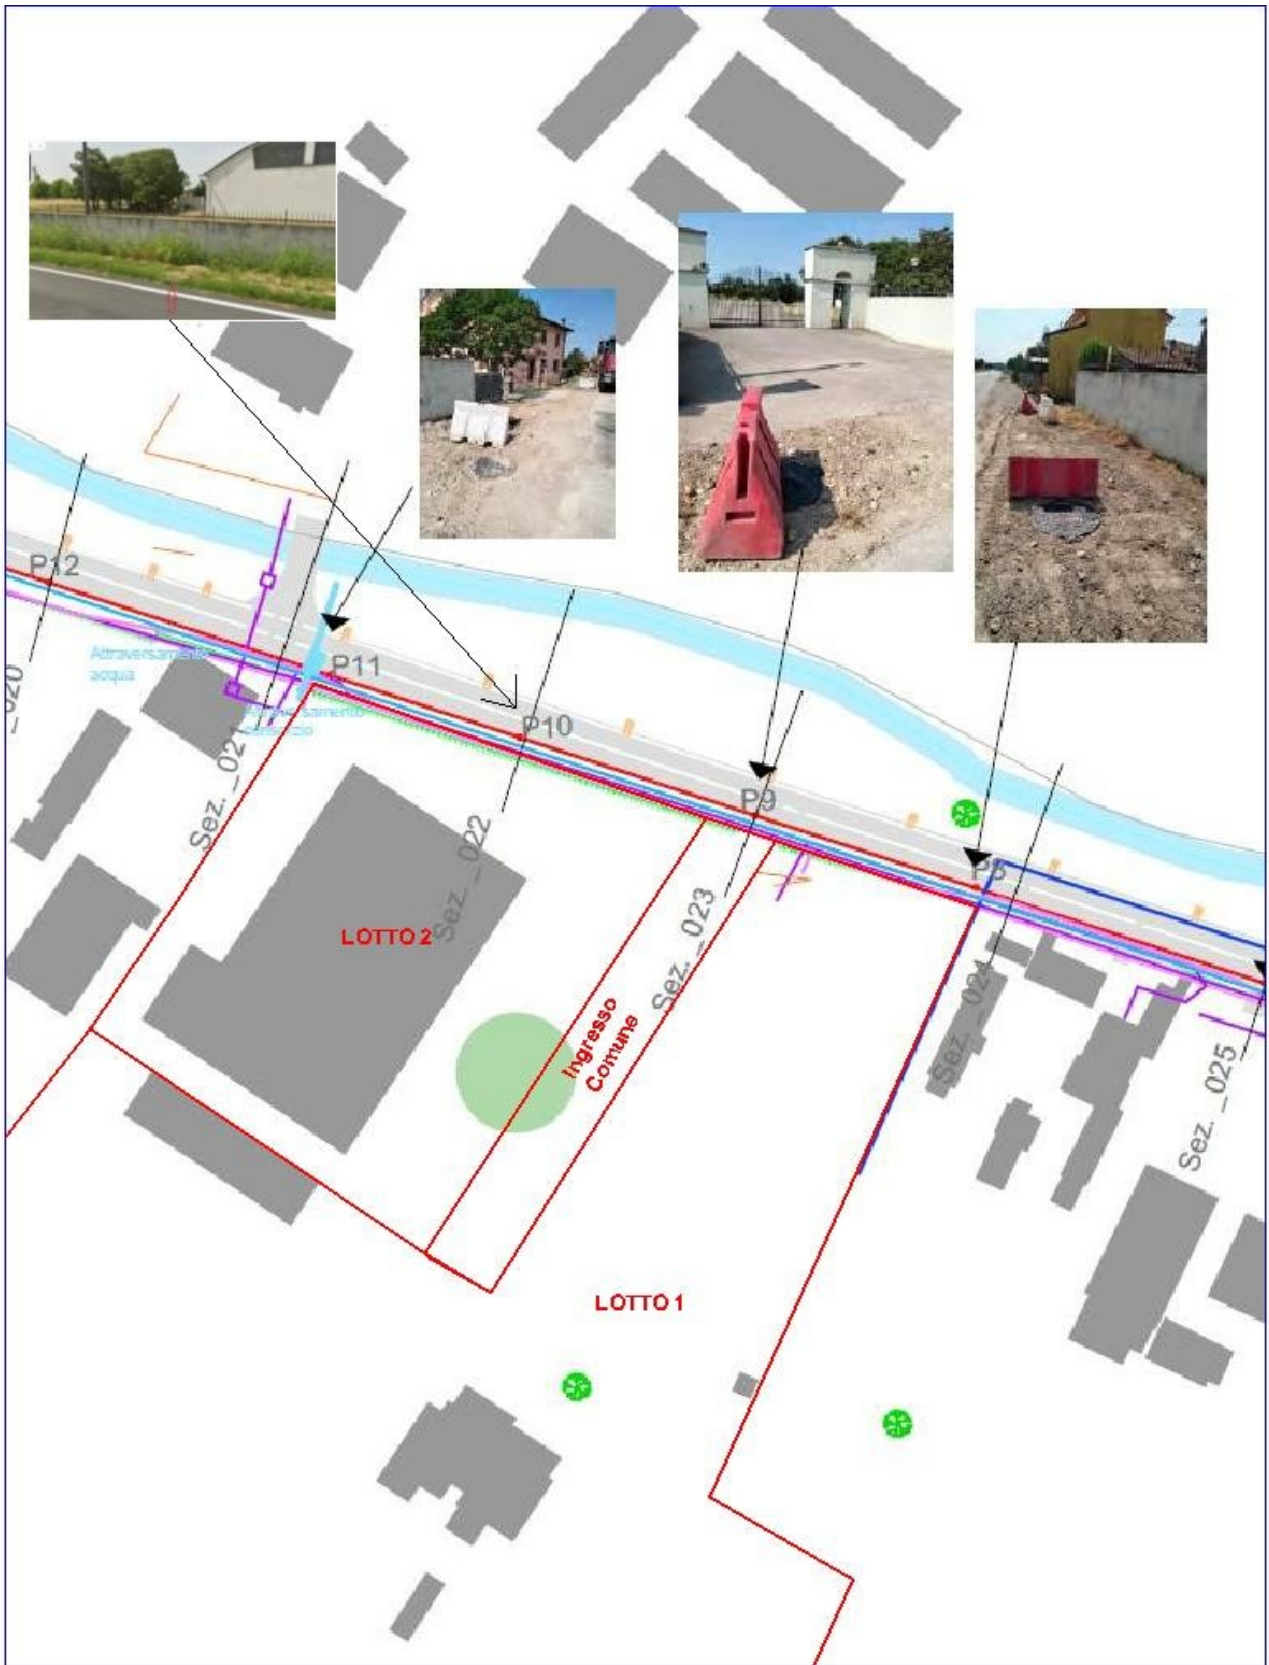 P12
P11
Attraversamento
acqua
P10
P9
Sez. _021
Sez. _022
LOTTO 2
Sez. _023
Sez. _024
Ingresso
Comune
Sez. _025
LOTTO 1